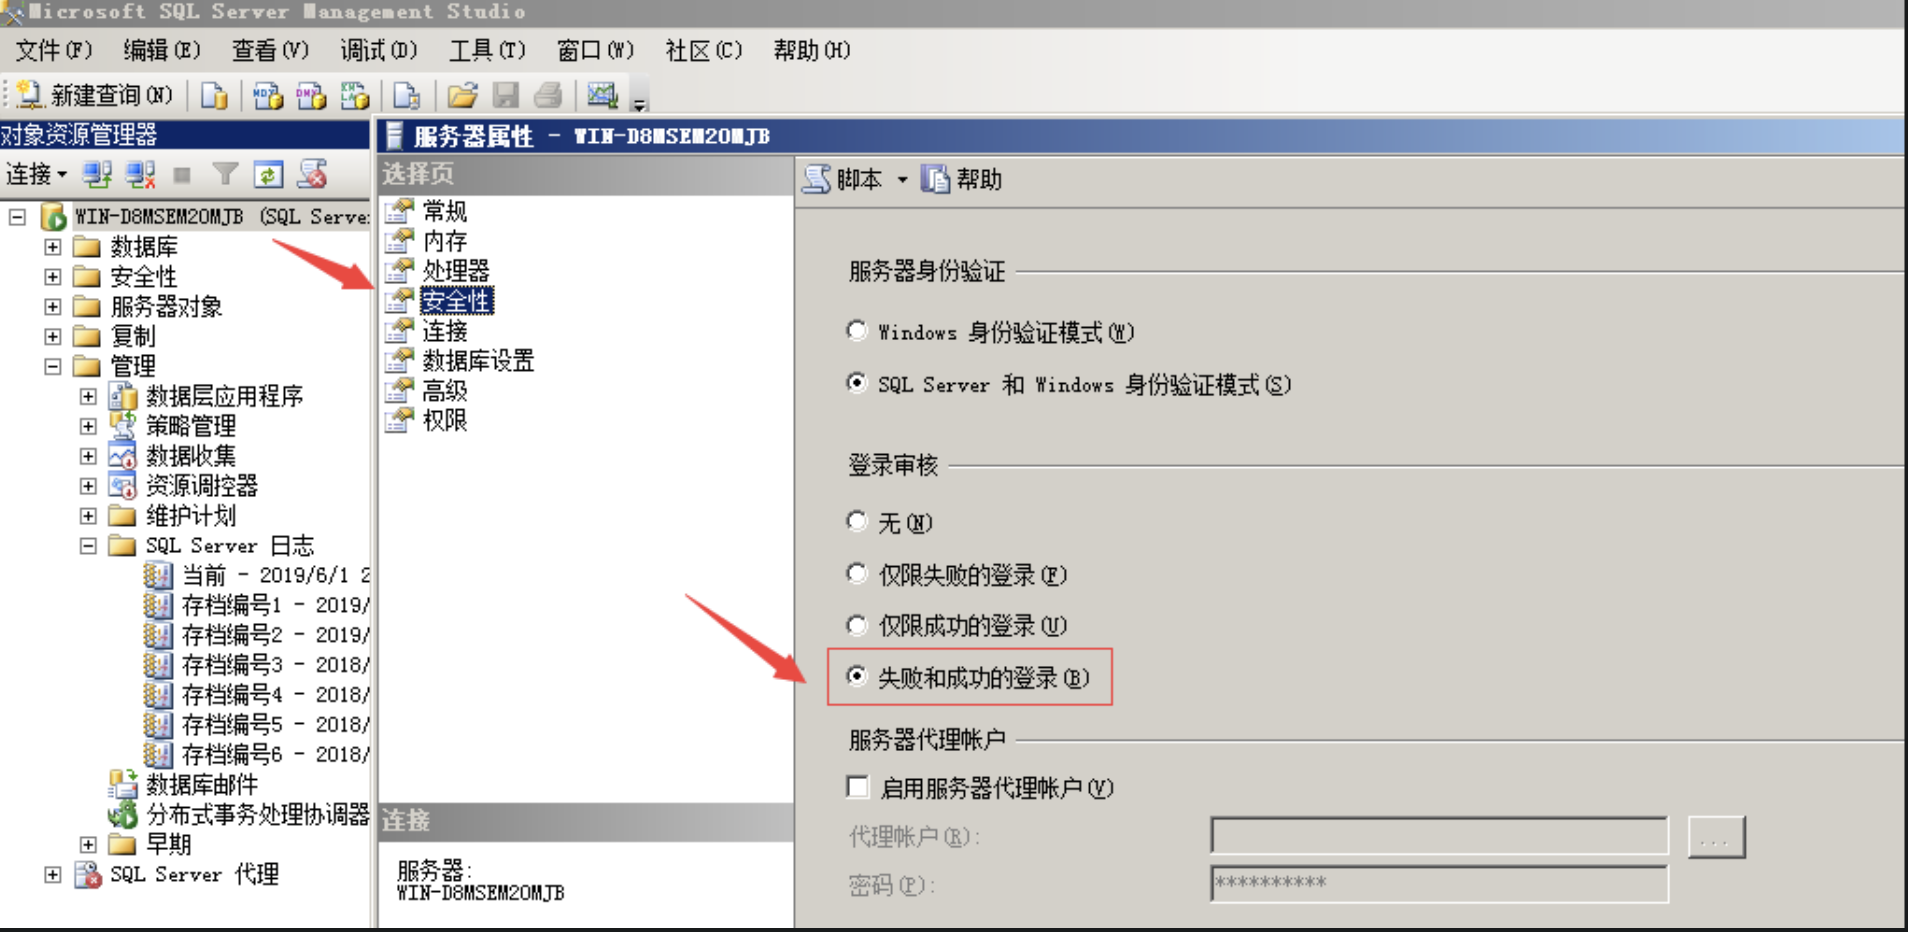 Microsoft SQL Server Management Studio
文件(F) 编辑(E) 查看(V) 调试(D) 工具(T) 窗口(W) 社区(C) 帮助(H)
新建查询(N)
对象资源管理器
连接
WIN-D8MSEM20MJB (SQL Server
数据库
安全性
服务器对象
复制
管理
数据层应用程序
策略管理
数据收集
资源调控器
维护计划
SQL Server 日志
当前 - 2019/6/1 2
存档编号1 - 2019/
存档编号2 - 2019/
存档编号3 - 2018/
存档编号4 - 2018/
存档编号5 - 2018/
存档编号6 - 2018/
数据库邮件
分布式事务处理协调器
早期
SQL Server 代理
服务器属性 - WIN-D8MSEM20MJB
选择页
常规
内存
处理器
安全性
连接
数据库设置
高级
权限
连接
服务器:
WIN-D8MSEM20MJB
脚本 帮助
服务器身份验证
Windows 身份验证模式(W)
SQL Server 和 Windows 身份验证模式(S)
登录审核
无(N)
仅限失败的登录(F)
仅限成功的登录(U)
失败和成功的登录(B)
服务器代理帐户
启用服务器代理帐户(V)
代理帐户(R):
...
密码(P):
**********